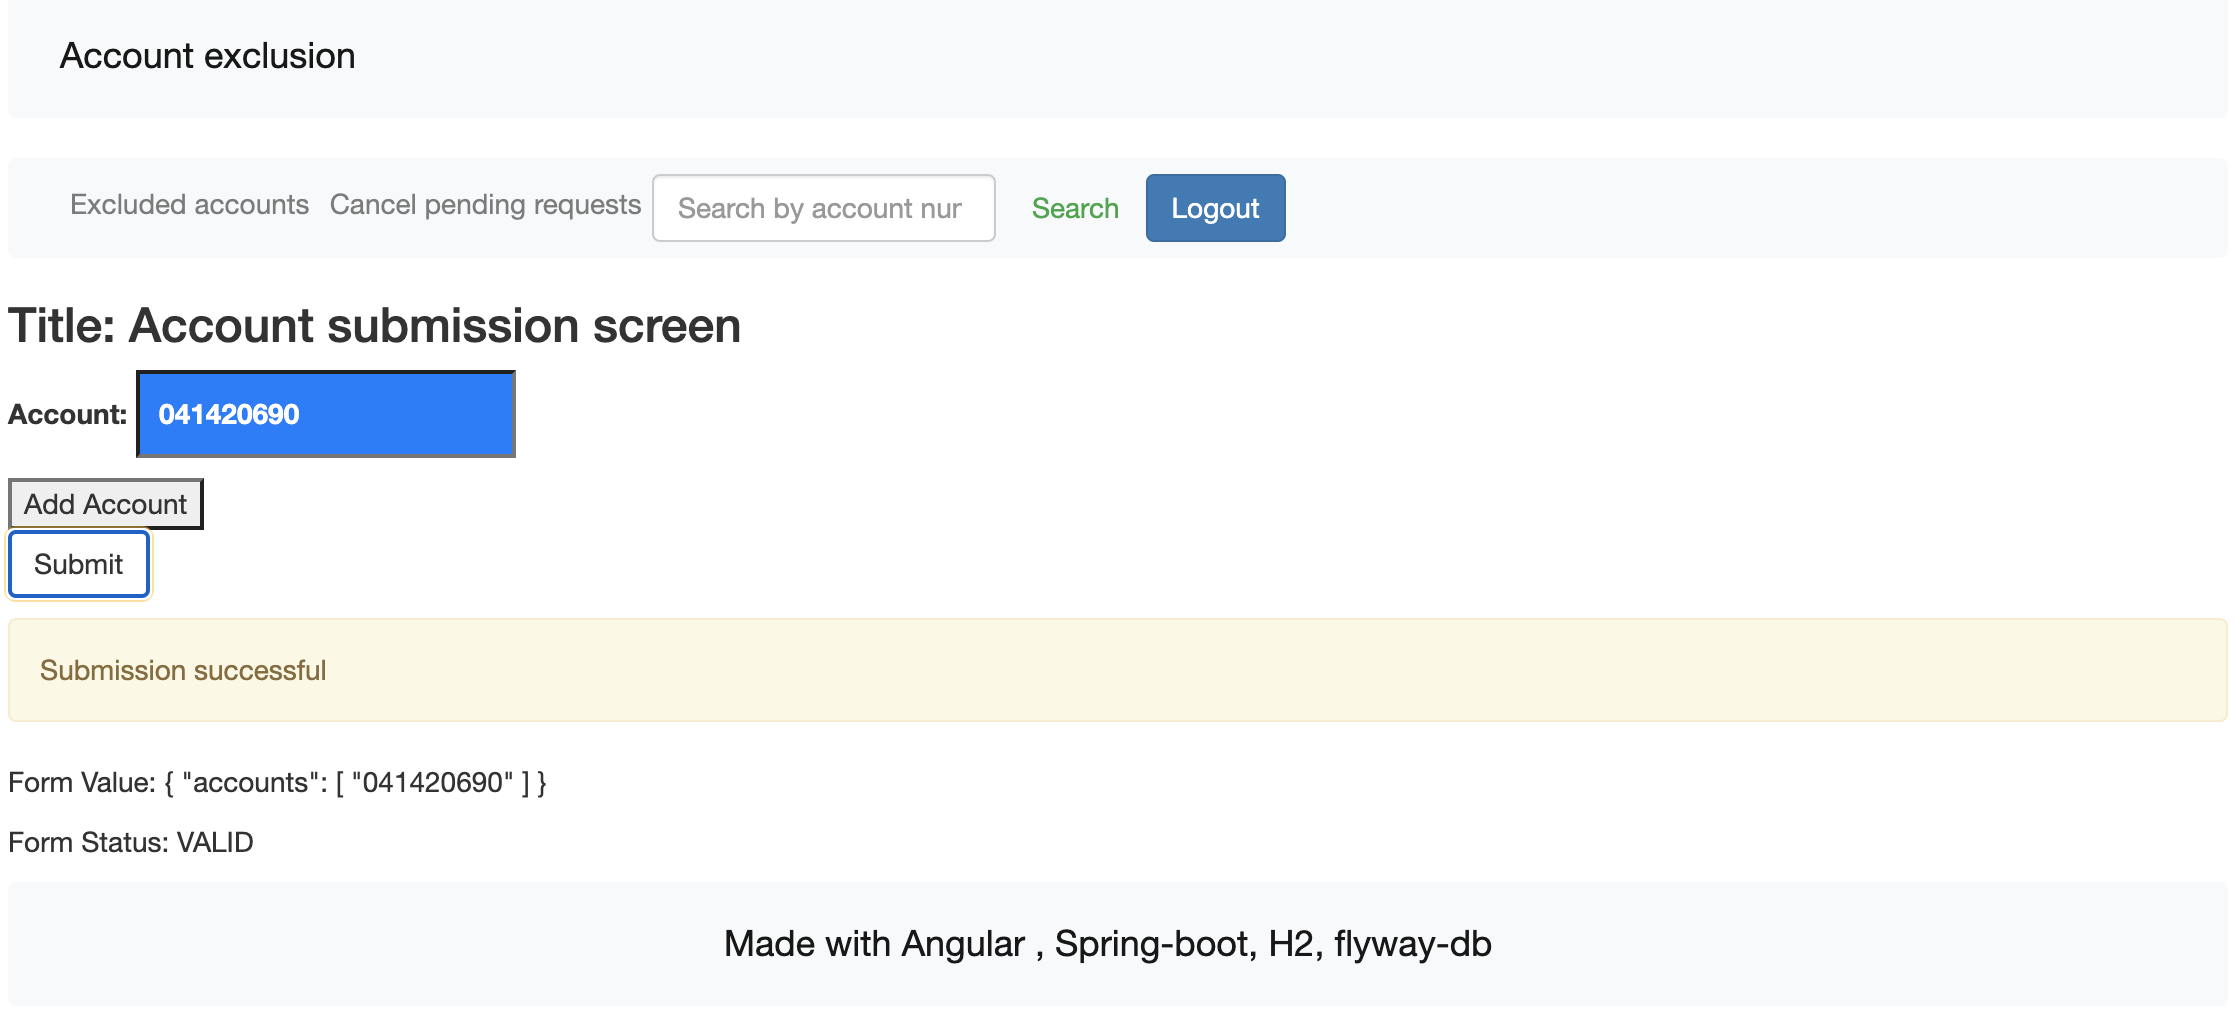 Account exclusion
Excluded accounts Cancel pending requests Search by account nur Search Logout
Title: Account submission screen
Account: 041420690
Add Account
Submit
Submission successful
Form Value: { "accounts": [ "041420690" ] }
Form Status: VALID
Made with Angular , Spring-boot, H2, flyway-db